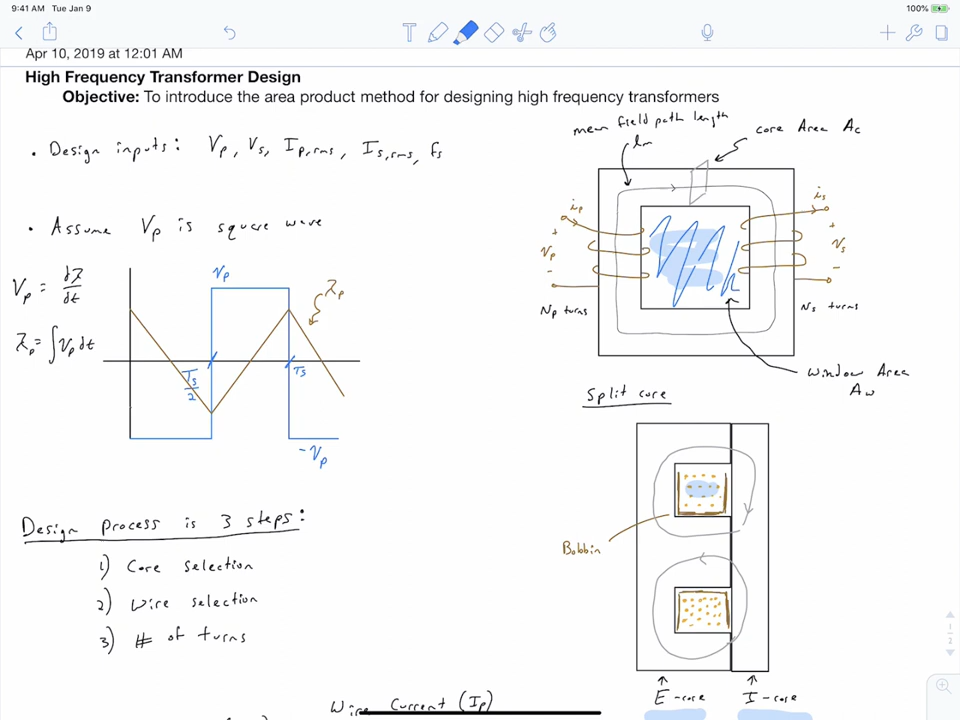 9:41 AM Tue Jan 9
100%
Apr 10, 2019 at 12:01 AM
High Frequency Transformer Design
Objective: To introduce the area product method for designing high frequency transformers
• Design inputs: Vp, Vs, Ip,rms, Is,rms, fs
• Assume Vp is square wave
Vp = dλ/dt
λp = ∫ Vp dt
Vp
λp
Ts/2
Ts
-Vp
mean field path length
lm
core Area Ac
ip
is
+
Vp
-
+
Vs
-
Np turns
Ns turns
Window Area
Aw
Split core
Bobbin
E-core
I-core
Design process is 3 steps:
1) Core selection
2) Wire selection
3) # of turns
Wire Current (Ip)
1
2